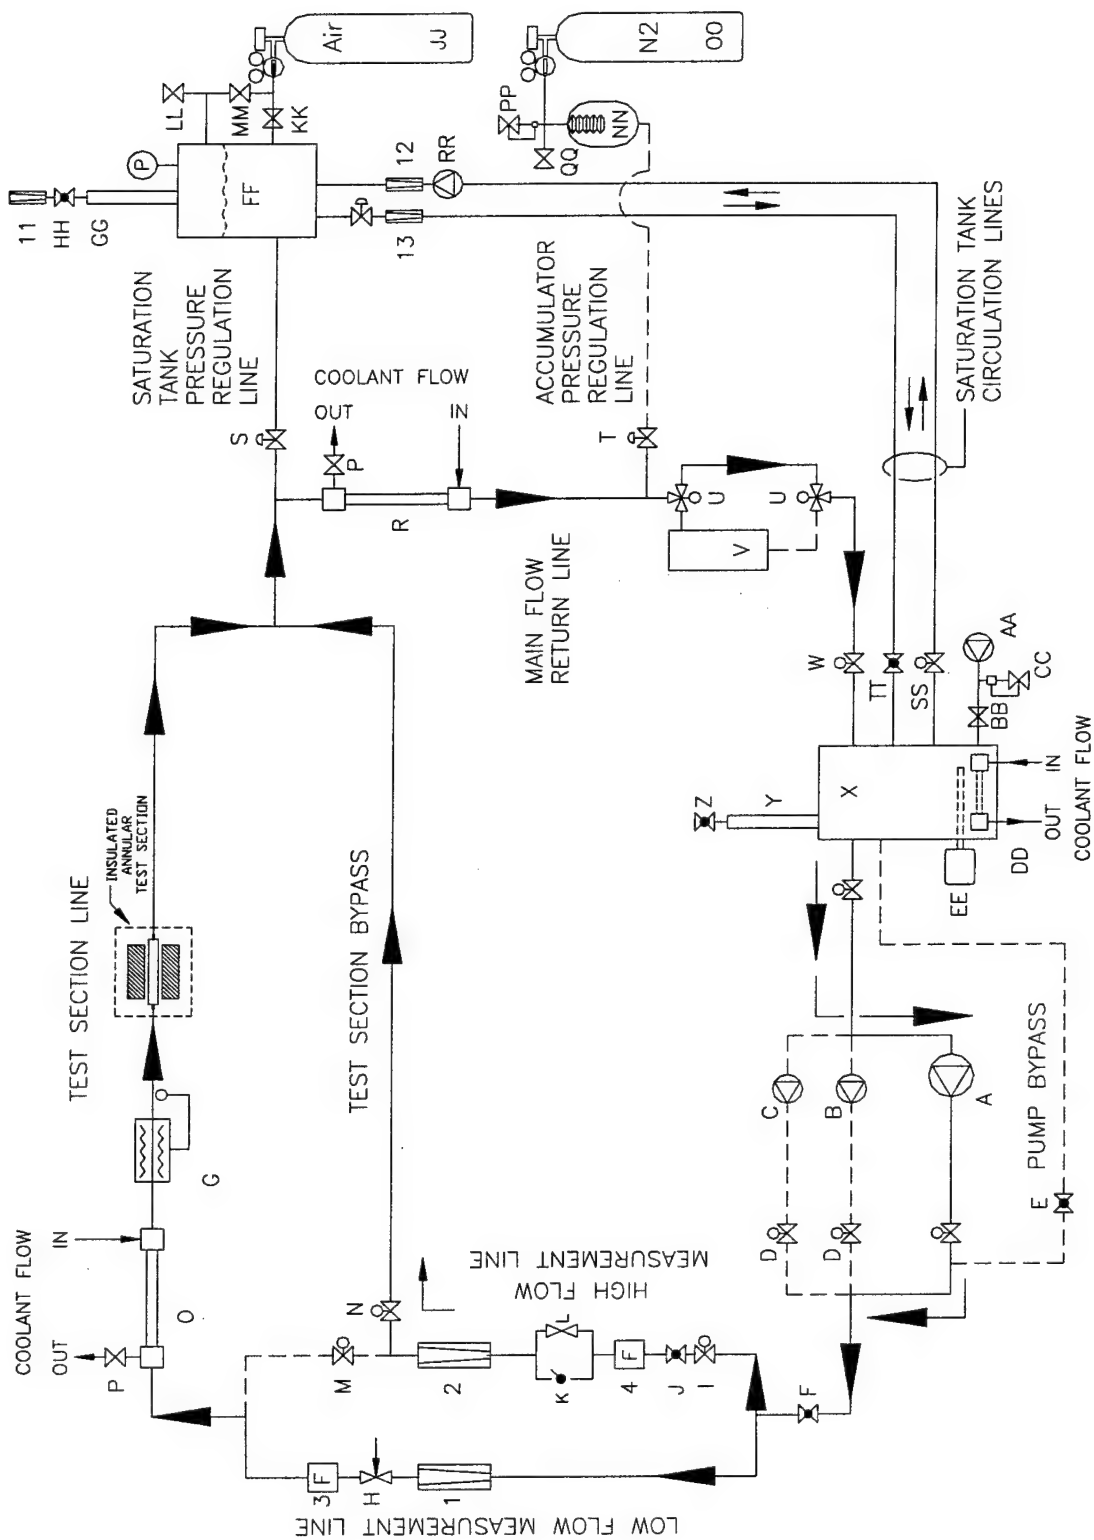 Air
JJ
N2
OO
LL
MM
KK
PP
QQ
NN
P
11
HH
GG
FF
12
RR
13
SATURATION
TANK
PRESSURE
REGULATION
LINE
ACCUMULATOR
PRESSURE
REGULATION
LINE
SATURATION TANK
CIRCULATION LINES
COOLANT FLOW
OUT
IN
S
P
R
T
U
U
V
MAIN FLOW
RETURN LINE
W
TT
SS
AA
BB
CC
X
Y
Z
IN
OUT
COOLANT FLOW
DD
EE
INSULATED
ANNULAR
TEST SECTION
TEST SECTION LINE
TEST SECTION BYPASS
G
C
B
A
D
D
E
PUMP BYPASS
COOLANT FLOW
IN
OUT
O
P
HIGH FLOW
MEASUREMENT LINE
N
M
2
L
K
F
4
J
I
F
F
3
H
1
LOW FLOW MEASUREMENT LINE